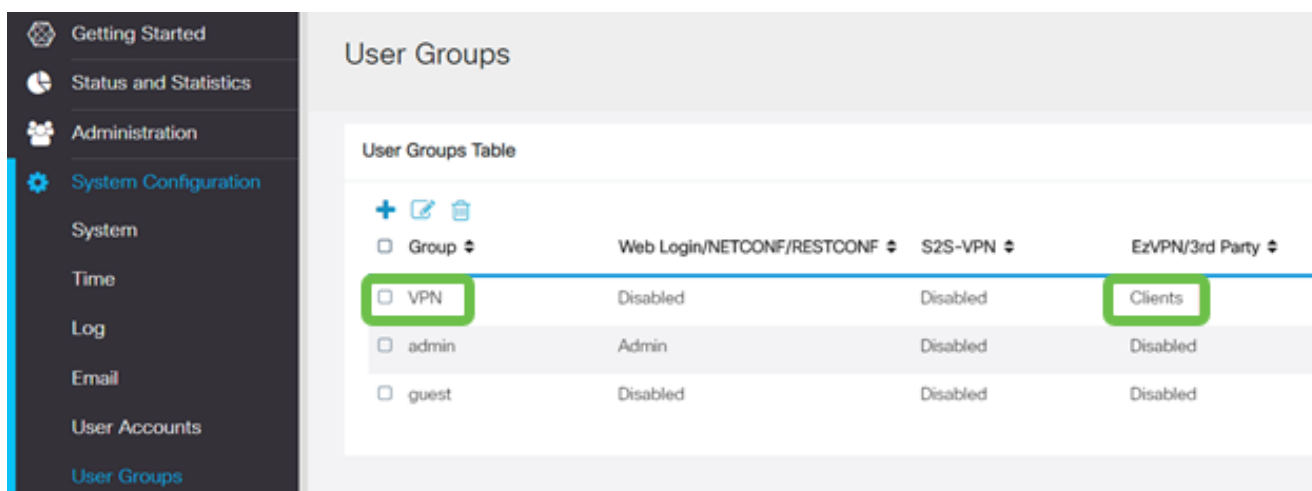 Getting Started
Status and Statistics
Administration
System Configuration
System
Time
Log
Email
User Accounts
User Groups
User Groups
User Groups Table
Group Web Login/NETCONF/RESTCONF S2S-VPN EzVPN/3rd Party
VPN Disabled Disabled Clients
admin Admin Disabled Disabled
guest Disabled Disabled Disabled